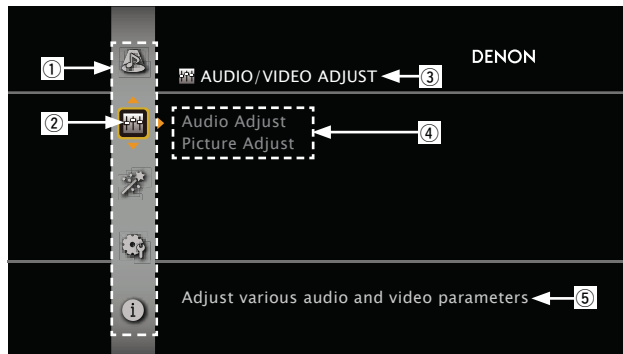 DENON
①
AUDIO/VIDEO ADJUST
③
②
Audio Adjust
④
Picture Adjust
Adjust various audio and video parameters
⑤